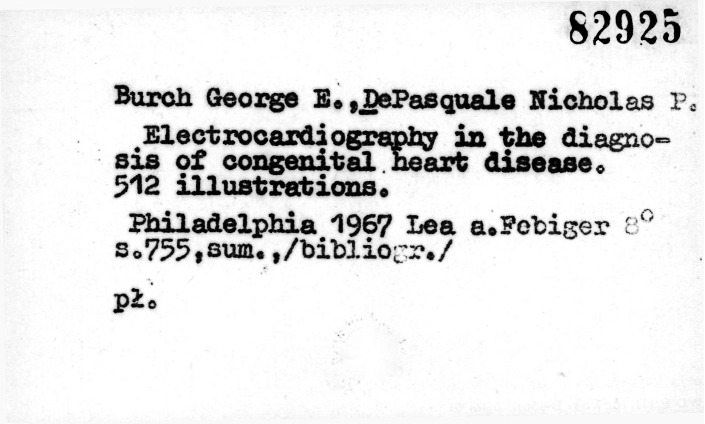 82925
Burch George E.,DePasquale Nicholas P.
Electrocardiography in the diagno-
sis of congenital heart disease.
512 illustrations.
Philadelphia 1967 Lea a.Febiger 8°
s.755,sum.,/bibliogr./
pł.